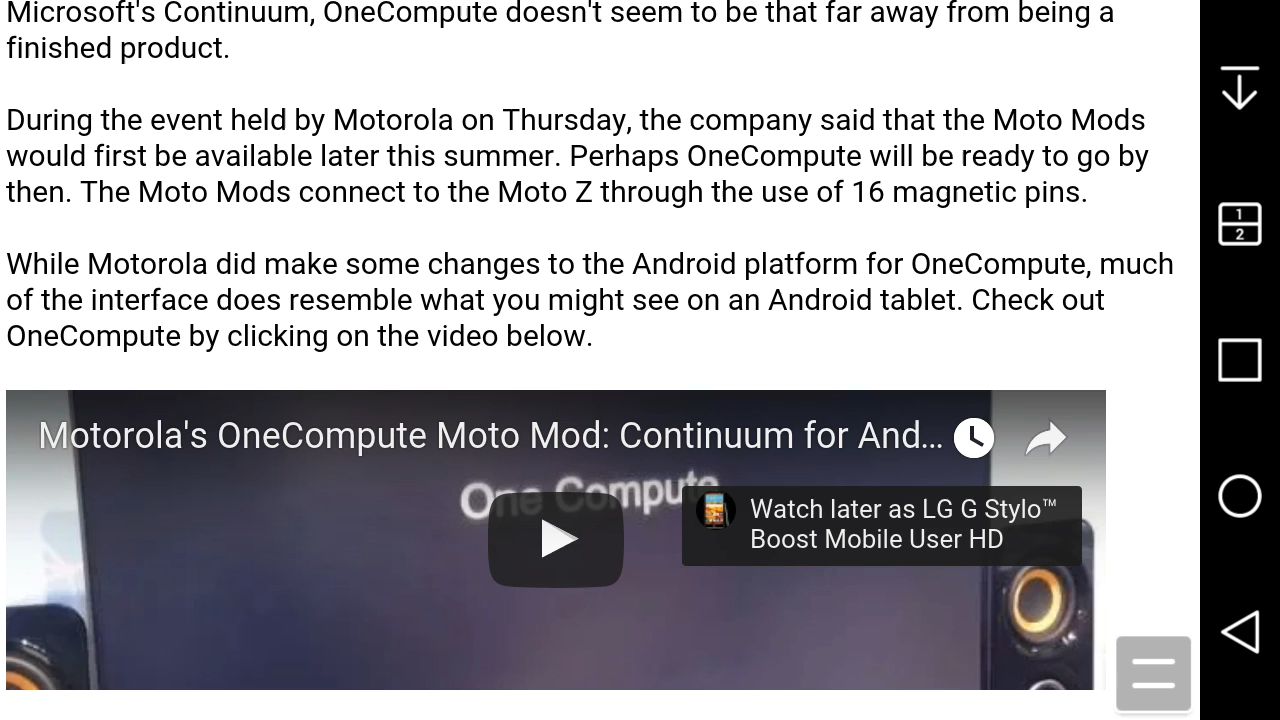 Microsoft's Continuum, OneCompute doesn't seem to be that far away from being a
finished product.
During the event held by Motorola on Thursday, the company said that the Moto Mods
would first be available later this summer. Perhaps OneCompute will be ready to go by
then. The Moto Mods connect to the Moto Z through the use of 16 magnetic pins.
While Motorola did make some changes to the Android platform for OneCompute, much
of the interface does resemble what you might see on an Android tablet. Check out
OneCompute by clicking on the video below.
Motorola's OneCompute Moto Mod: Continuum for And...
One Compute
Watch later as LG G Stylo™
Boost Mobile User HD
1
2